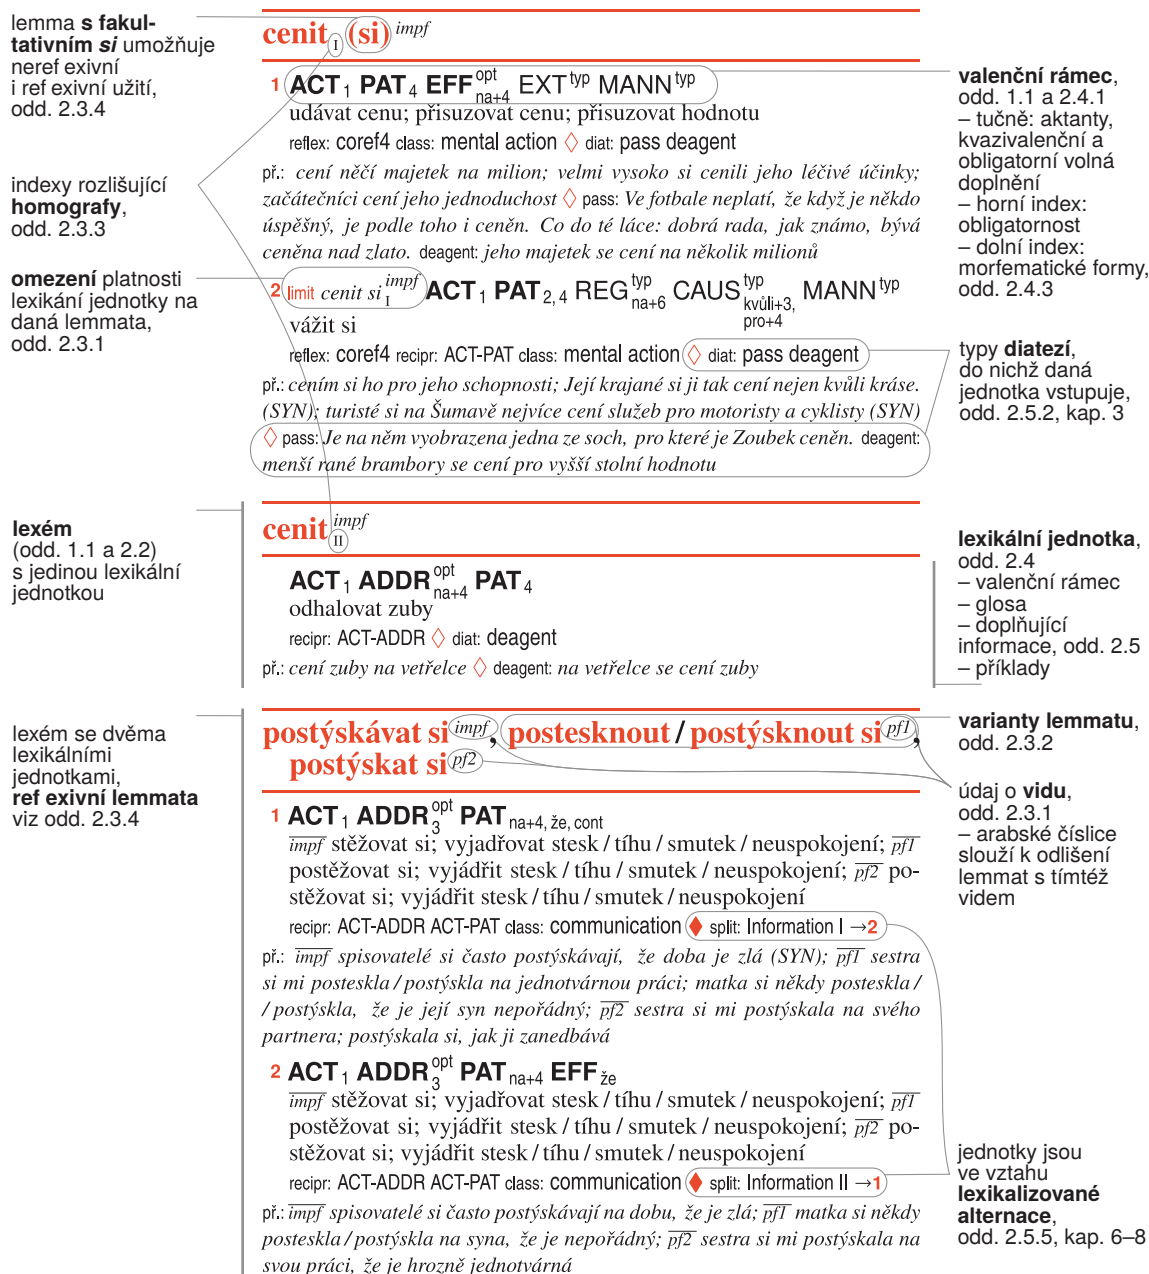 lemma s fakul-
tativním si umožňuje
neref exivní
i ref exivní užití,
odd. 2.3.4
indexy rozlišující
homografy,
odd. 2.3.3
omezení platnosti
lexikání jednotky na
daná lemmata,
odd. 2.3.1
cenit I (si) impf
1 ACT1 PAT4 EFF opt na+4 EXT typ MANN typ
udávat cenu; přisuzovat cenu; přisuzovat hodnotu
reflex: coref4 class: mental action ♢ diat: pass deagent
př.: cení něčí majetek na milion; velmi vysoko si cenili jeho léčivé účinky;
začátečníci cení jeho jednoduchost ♢ pass: Ve fotbale neplatí, že když je někdo
úspěšný, je podle toho i ceněn. Co do té láce: dobrá rada, jak známo, bývá
ceněna nad zlato. deagent: jeho majetek se cení na několik milionů
2 limit cenit si I impf ACT1 PAT2, 4 REG typ na+6 CAUS typ kvůli+3, pro+4 MANN typ
vážit si
reflex: coref4 recipr: ACT-PAT class: mental action ♢ diat: pass deagent
př.: cením si ho pro jeho schopnosti; Její krajané si ji tak cení nejen kvůli kráse.
(SYN); turisté si na Šumavě nejvíce cení služeb pro motoristy a cyklisty (SYN)
♢ pass: Je na něm vyobrazena jedna ze soch, pro které je Zoubek ceněn. deagent:
menší rané brambory se cení pro vyšší stolní hodnotu
valenční rámec,
odd. 1.1 a 2.4.1
– tučně: aktanty,
kvazivalenční a
obligatorní volná
doplnění
– horní index:
obligatornost
– dolní index:
morfematické formy,
odd. 2.4.3
typy diatezí,
do nichž daná
jednotka vstupuje,
odd. 2.5.2, kap. 3
lexém
(odd. 1.1 a 2.2)
s jedinou lexikální
jednotkou
cenit II impf
ACT1 ADDR opt na+4 PAT4
odhalovat zuby
recipr: ACT-ADDR ♢ diat: deagent
př.: cení zuby na vetřelce ♢ deagent: na vetřelce se cení zuby
lexikální jednotka,
odd. 2.4
– valenční rámec
– glosa
– doplňující
informace, odd. 2.5
– příklady
lexém se dvěma
lexikálními
jednotkami,
ref exivní lemmata
viz odd. 2.3.4
postýskávat si impf, postesknout / postýsknout si pf1,
postýskat si pf2
1 ACT1 ADDR opt 3 PAT na+4, že, cont
impf stěžovat si; vyjadřovat stesk / tíhu / smutek / neuspokojení; pf1
postěžovat si; vyjádřit stesk / tíhu / smutek / neuspokojení; pf2 po-
stěžovat si; vyjádřit stesk / tíhu / smutek / neuspokojení
recipr: ACT-ADDR ACT-PAT class: communication ♦ split: Information I →2
př.: impf spisovatelé si často postýskávají, že doba je zlá (SYN); pf1 sestra
si mi posteskla / postýskla na jednotvárnou práci; matka si někdy posteskla /
/ postýskla, že je její syn nepořádný; pf2 sestra si mi postýskala na svého
partnera; postýskala si, jak ji zanedbává
2 ACT1 ADDR opt 3 PAT na+4 EFF že
impf stěžovat si; vyjadřovat stesk / tíhu / smutek / neuspokojení; pf1
postěžovat si; vyjádřit stesk / tíhu / smutek / neuspokojení; pf2 po-
stěžovat si; vyjádřit stesk / tíhu / smutek / neuspokojení
recipr: ACT-ADDR ACT-PAT class: communication ♦ split: Information II →1
př.: impf spisovatelé si často postýskávají na dobu, že je zlá; pf1 matka si někdy
posteskla / postýskla na syna, že je nepořádný; pf2 sestra si mi postýskala na
svou práci, že je hrozně jednotvárná
varianty lemmatu,
odd. 2.3.2
údaj o vidu,
odd. 2.3.1
– arabské číslice
slouží k odlišení
lemmat s tímtéž
videm
jednotky jsou
ve vztahu
lexikalizované
alternace,
odd. 2.5.5, kap. 6–8